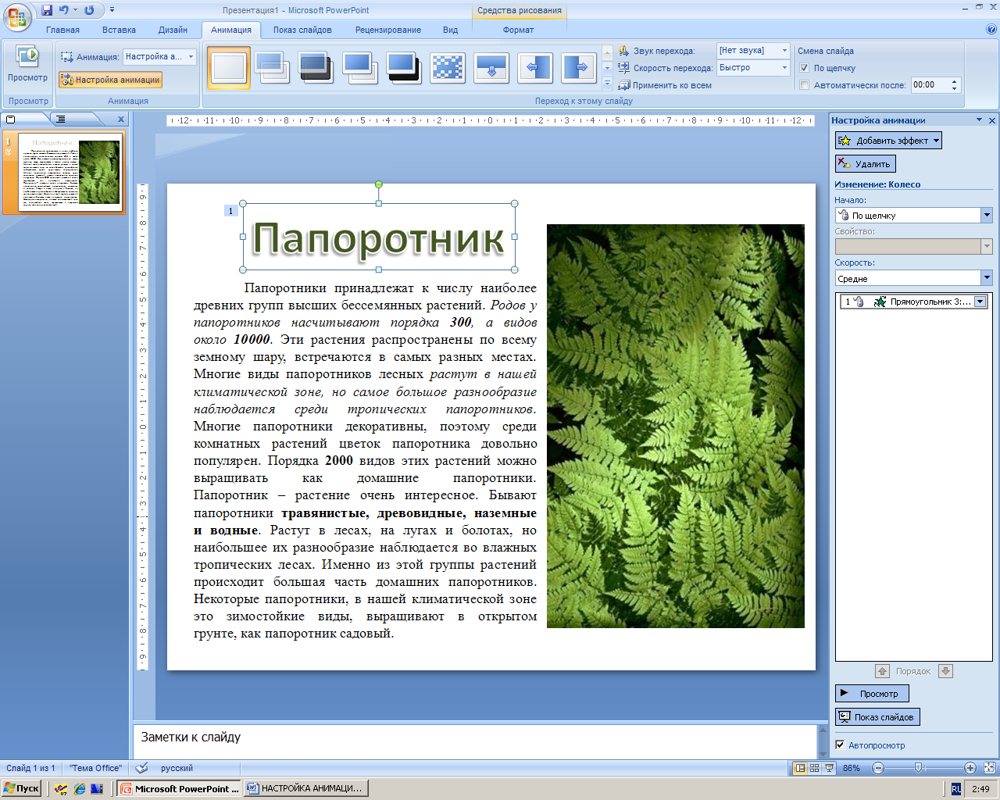 Презентация1 - Microsoft PowerPoint
Средства рисования
Главная Вставка Дизайн Анимация Показ слайдов Рецензирование Вид Формат
Просмотр
Анимация: Настройка а...
Настройка анимации
Звук перехода: [Нет звука]
Скорость перехода: Быстро
Применить ко всем
Смена слайда
По щелчку
Автоматически после: 00:00
Просмотр Анимация Переход к этому слайду
1
Папоротник
1
Папоротник
Папоротники принадлежат к числу наиболее
древних групп высших бессемянных растений. Родов у
папоротников насчитывают порядка 300, а видов
около 10000. Эти растения распространены по всему
земному шару, встречаются в самых разных местах.
Многие виды папоротников лесных растут в нашей
климатической зоне, но самое большое разнообразие
наблюдается среди тропических папоротников.
Многие папоротники декоративны, поэтому среди
комнатных растений цветок папоротника довольно
популярен. Порядка 2000 видов этих растений можно
выращивать как домашние папоротники.
Папоротник – растение очень интересное. Бывают
папоротники травянистые, древовидные, наземные
и водные. Растут в лесах, на лугах и болотах, но
наибольшее их разнообразие наблюдается во влажных
тропических лесах. Именно из этой группы растений
происходит большая часть домашних папоротников.
Некоторые папоротники, в нашей климатической зоне
это зимостойкие виды, выращивают в открытом
грунте, как папоротник садовый.
Заметки к слайду
Настройка анимации
Добавить эффект
Удалить
Изменение: Колесо
Начало:
По щелчку
Свойство:
Скорость:
Средне
1 Прямоугольник 3:...
Порядок
Просмотр
Показ слайдов
Автопросмотр
Слайд 1 из 1 "Тема Office" русский 86%
Пуск Microsoft PowerPoint ... НАСТРОЙКА АНИМАЦИ... RU 2:49